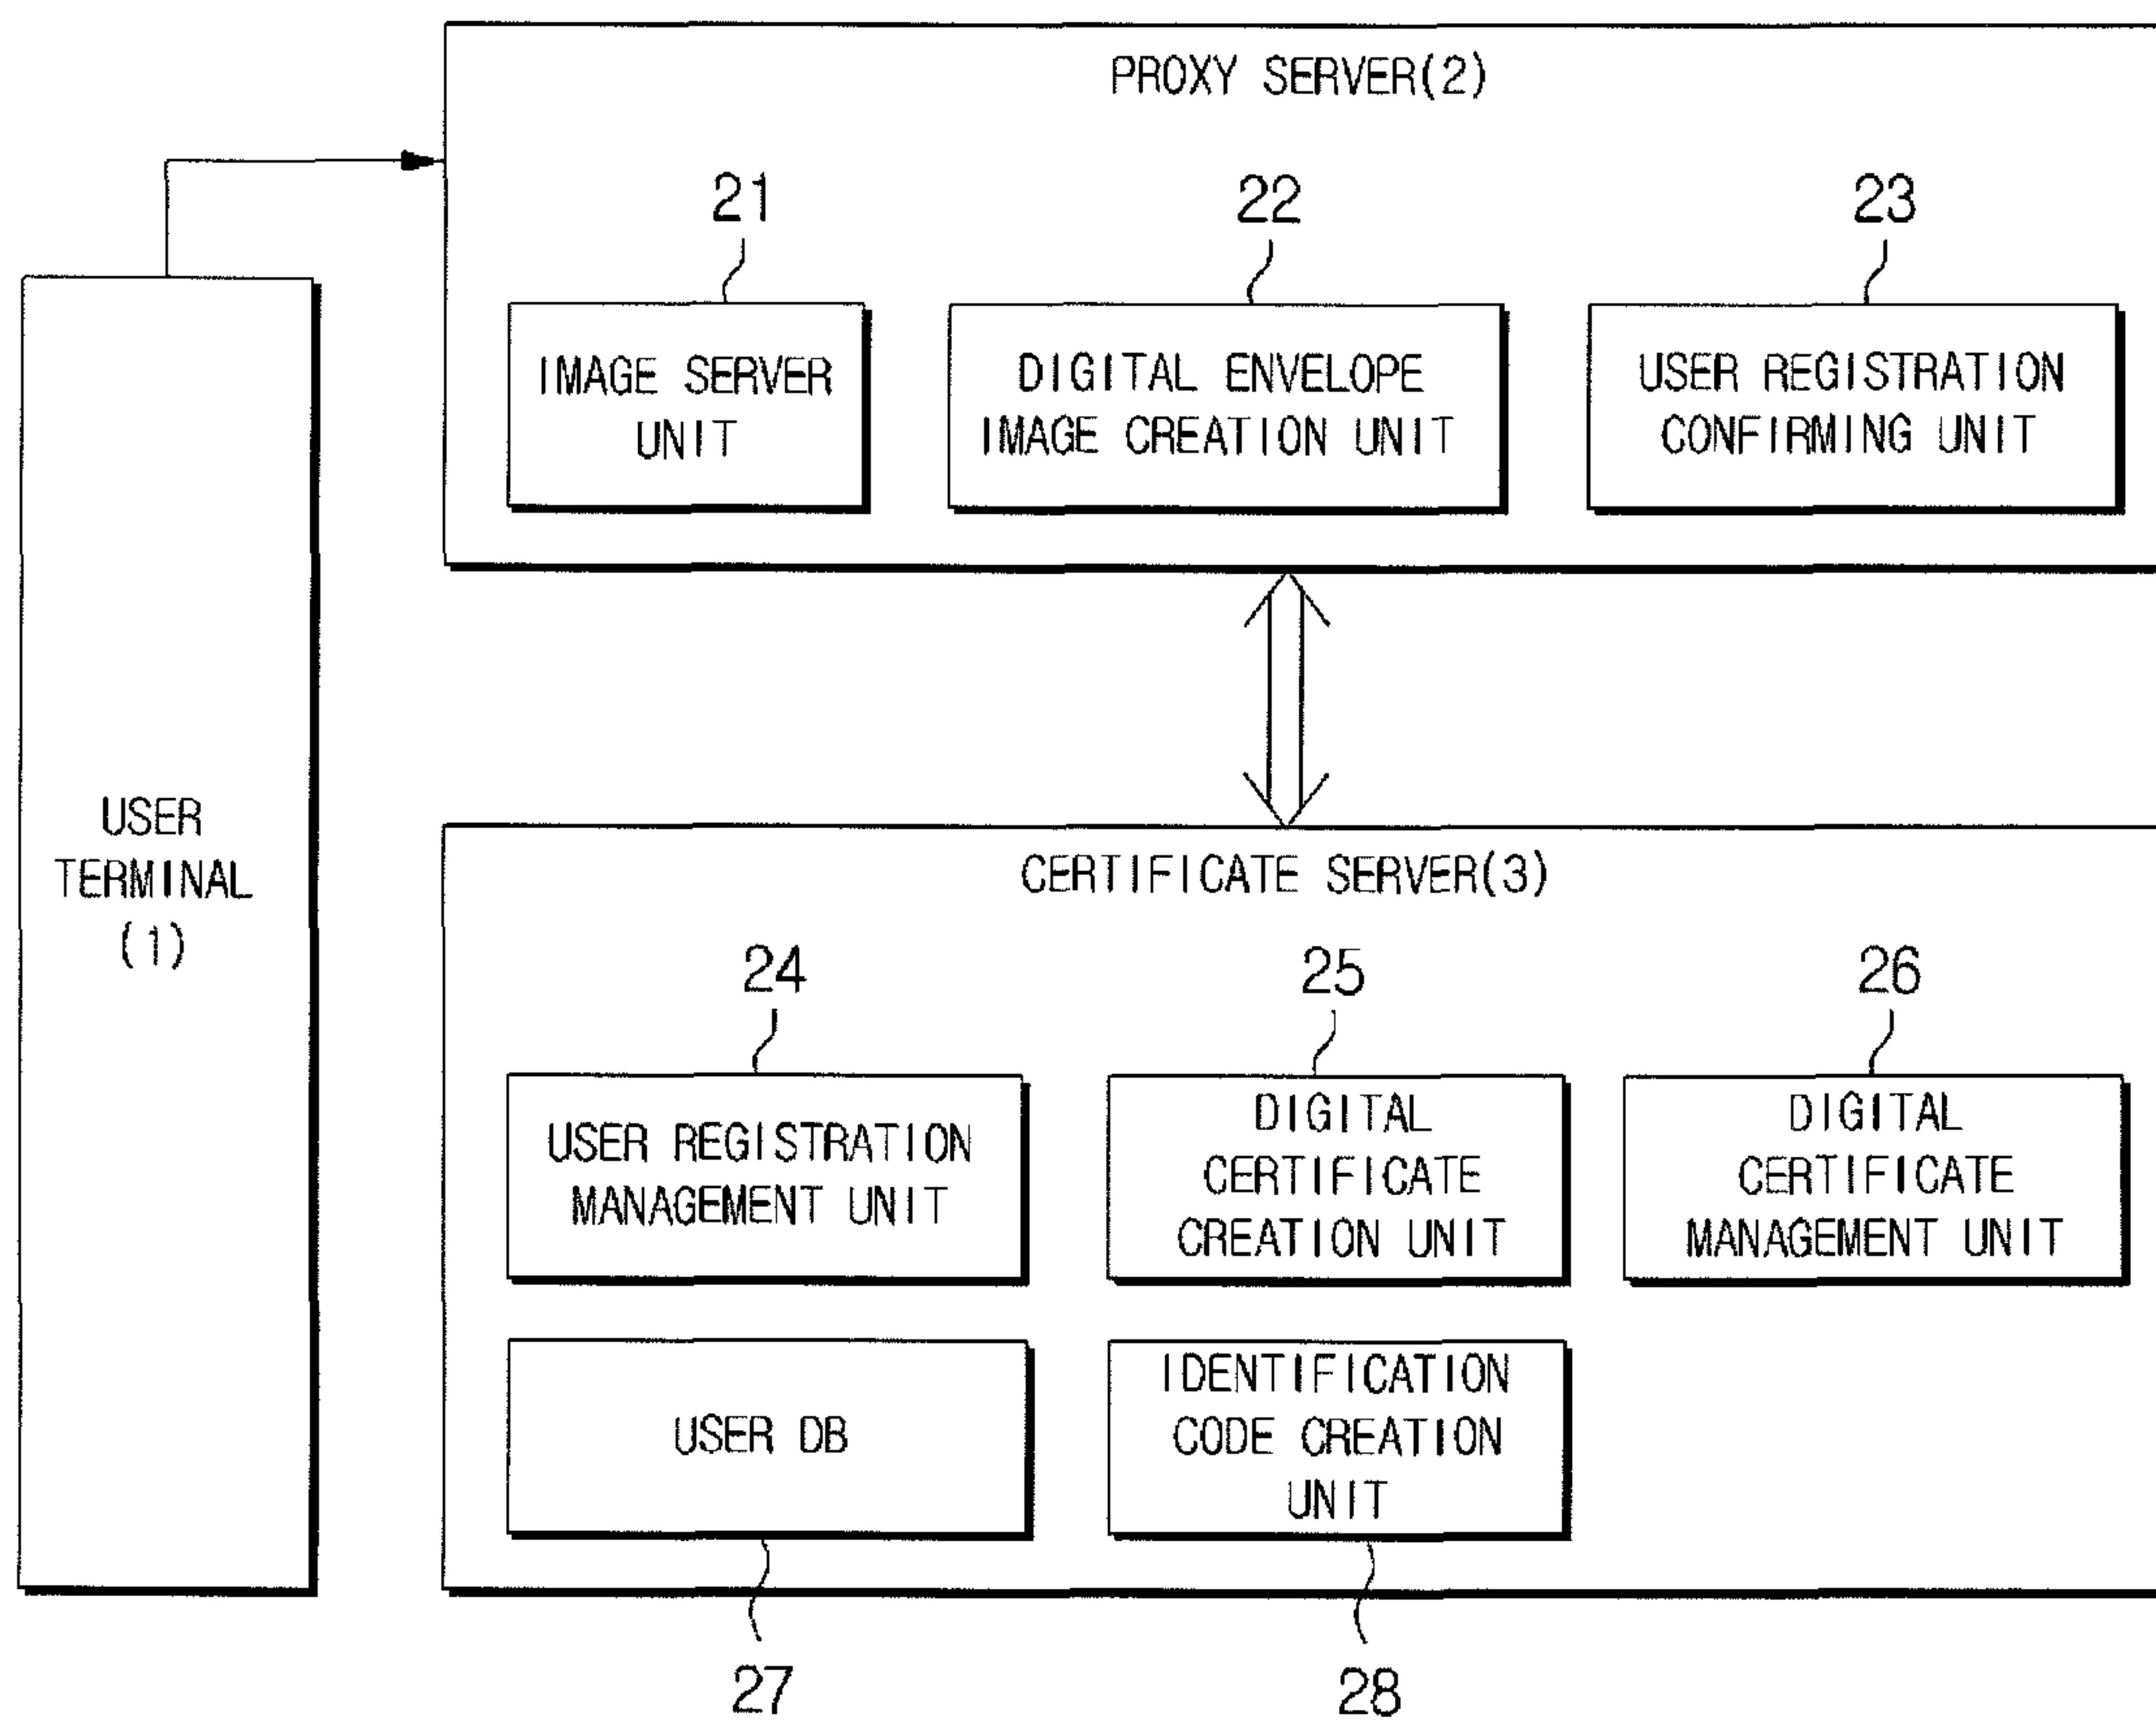 PROXY SERVER(2)
21
22
23
IMAGE SERVER
UNIT
DIGITAL ENVELOPE
IMAGE CREATION UNIT
USER REGISTRATION
CONFIRMING UNIT
USER
TERMINAL
(1)
CERTIFICATE SERVER(3)
24
25
26
USER REGISTRATION
MANAGEMENT UNIT
DIGITAL
CERTIFICATE
CREATION UNIT
DIGITAL
CERTIFICATE
MANAGEMENT UNIT
USER DB
IDENTIFICATION
CODE CREATION
UNIT
27
28